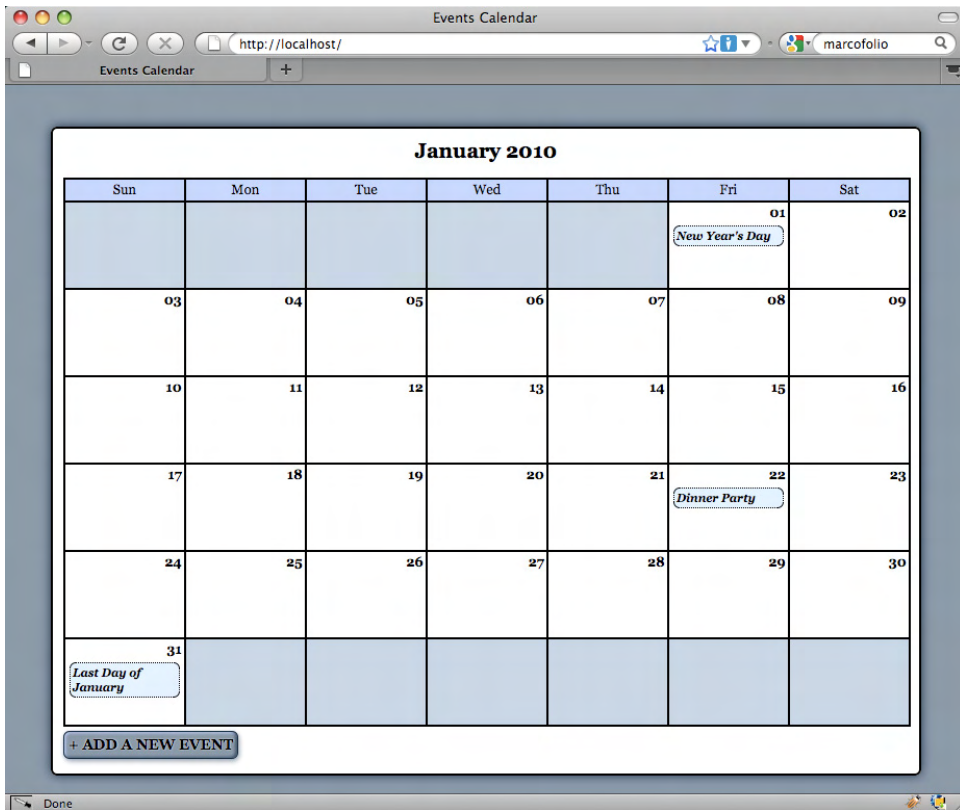 Events Calendar
http://localhost/
marcofolio
Events Calendar
+
January 2010
Sun Mon Tue Wed Thu Fri Sat
01 02
New Year's Day
03 04 05 06 07 08 09
10 11 12 13 14 15 16
17 18 19 20 21 22 23
Dinner Party
24 25 26 27 28 29 30
31
Last Day of
January
+ ADD A NEW EVENT
Done